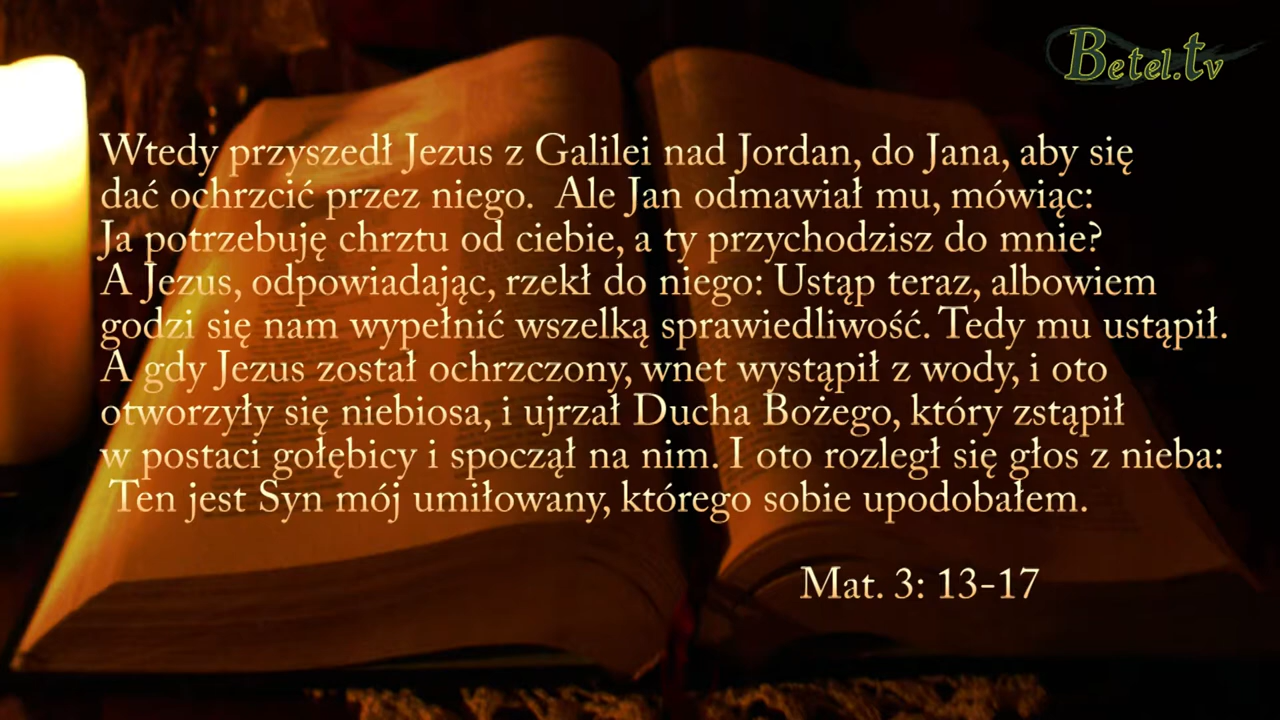 Betel.tv
Wtedy przyszedł Jezus z Galilei nad Jordan, do Jana, aby się
dać ochrzcić przez niego.  Ale Jan odmawiał mu, mówiąc:
Ja potrzebuję chrztu od ciebie, a ty przychodzisz do mnie?
A Jezus, odpowiadając, rzekł do niego: Ustąp teraz, albowiem
godzi się nam wypełnić wszelką sprawiedliwość. Tedy mu ustąpił.
A gdy Jezus został ochrzczony, wnet wystąpił z wody, i oto
otworzyły się niebiosa, i ujrzał Ducha Bożego, który zstąpił
w postaci gołębicy i spoczął na nim. I oto rozległ się głos z nieba:
Ten jest Syn mój umiłowany, którego sobie upodobałem.
Mat. 3: 13-17